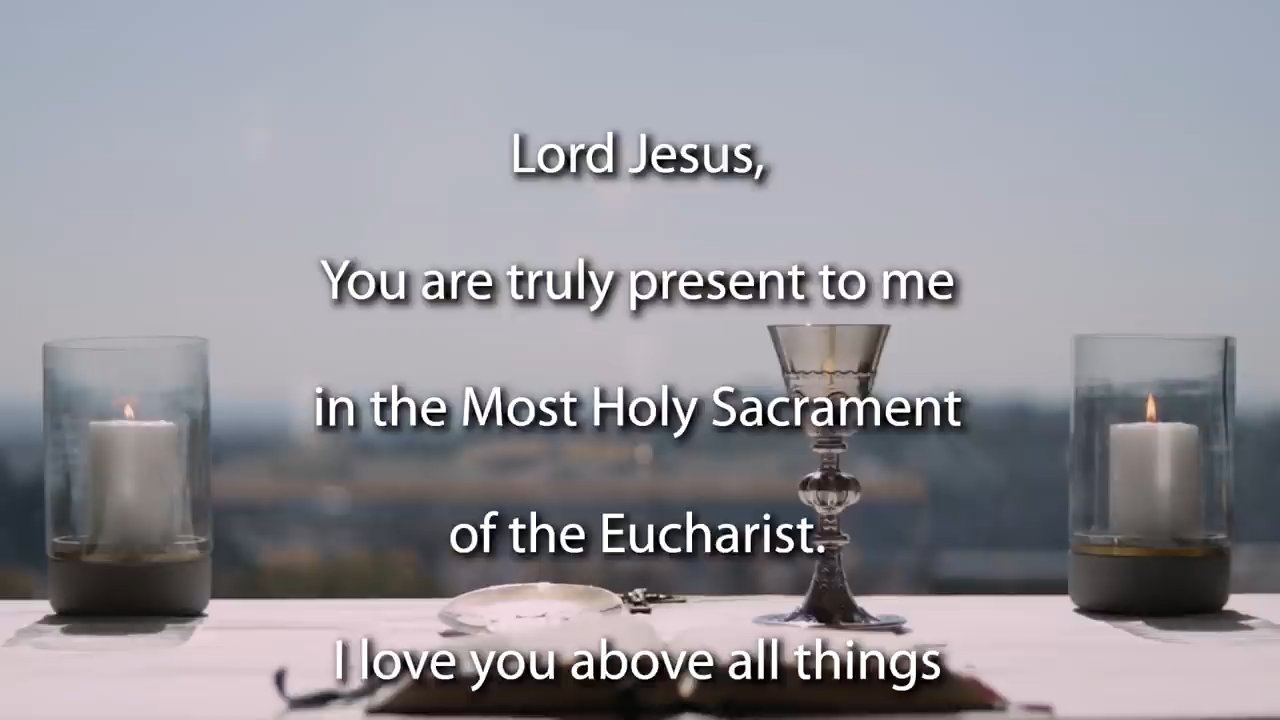 Lord Jesus,
You are truly present to me
in the Most Holy Sacrament
of the Eucharist.
I love you above all things